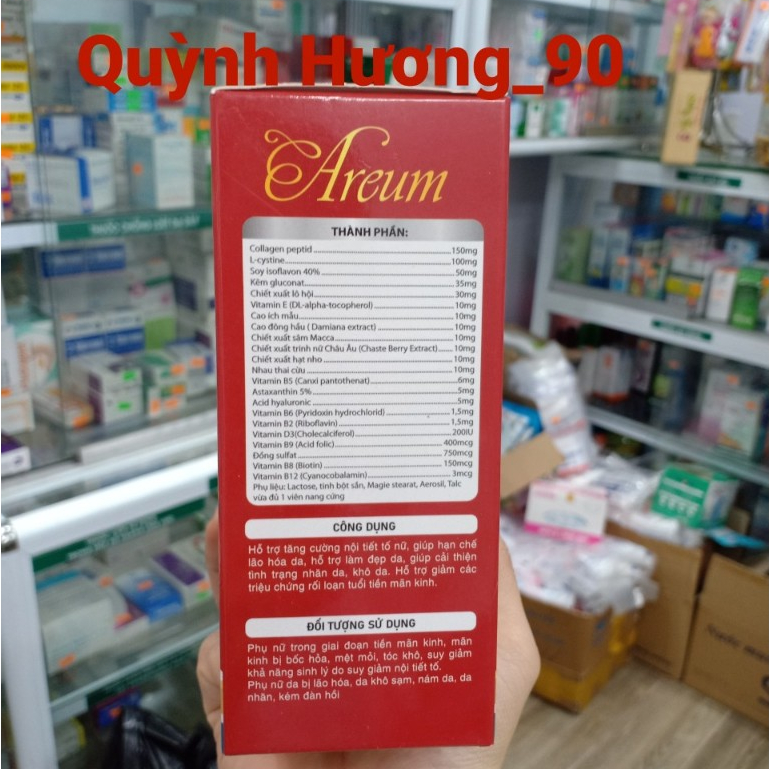 Quỳnh Hương_90
Areum
THÀNH PHẦN:
Collagen peptid 150mg
L-cystine 100mg
Soy isoflavon 40% 50mg
Kẽm gluconat 35mg
Chiết xuất lô hội 30mg
Vitamin E (DL-alpha-tocopherol) 10mg
Cao ích mẫu 10mg
Cao đông hầu ( Damiana extract) 10mg
Chiết xuất sâm Macca 10mg
Chiết xuất trinh nữ Châu Âu (Chaste Berry Extract) 10mg
Chiết xuất hạt nho 10mg
Nhau thai cừu 10mg
Vitamin B5 (Canxi pantothenat) 6mg
Astaxanthin 5% 5mg
Acid hyaluronic 5mg
Vitamin B6 (Pyridoxin hydrochlorid) 1,5mg
Vitamin B2 (Riboflavin) 1,5mg
Vitamin D3(Cholecalciferol) 200IU
Vitamin B9 (Acid folic) 400mcg
Đồng sulfat 750mcg
Vitamin B8 (Biotin) 150mcg
Vitamin B12 (Cyanocobalamin) 3mcg
Phụ liệu: Lactose, tinh bột sắn, Magie stearat, Aerosil, Talc
vừa đủ 1 viên nang cứng
CÔNG DỤNG
Hỗ trợ tăng cường nội tiết tố nữ, giúp hạn chế
lão hóa da, hỗ trợ làm đẹp da, giúp cải thiện
tình trạng nhăn da, khô da. Hỗ trợ giảm các
triệu chứng rối loạn tuổi tiền mãn kinh.
ĐỐI TƯỢNG SỬ DỤNG
Phụ nữ trong giai đoạn tiền mãn kinh, mãn
kinh bị bốc hỏa, mệt mỏi, tóc khô, suy giảm
khả năng sinh lý do suy giảm nội tiết tố.
Phụ nữ da bị lão hóa, da khô sạm, nám da, da
nhăn, kém đàn hồi